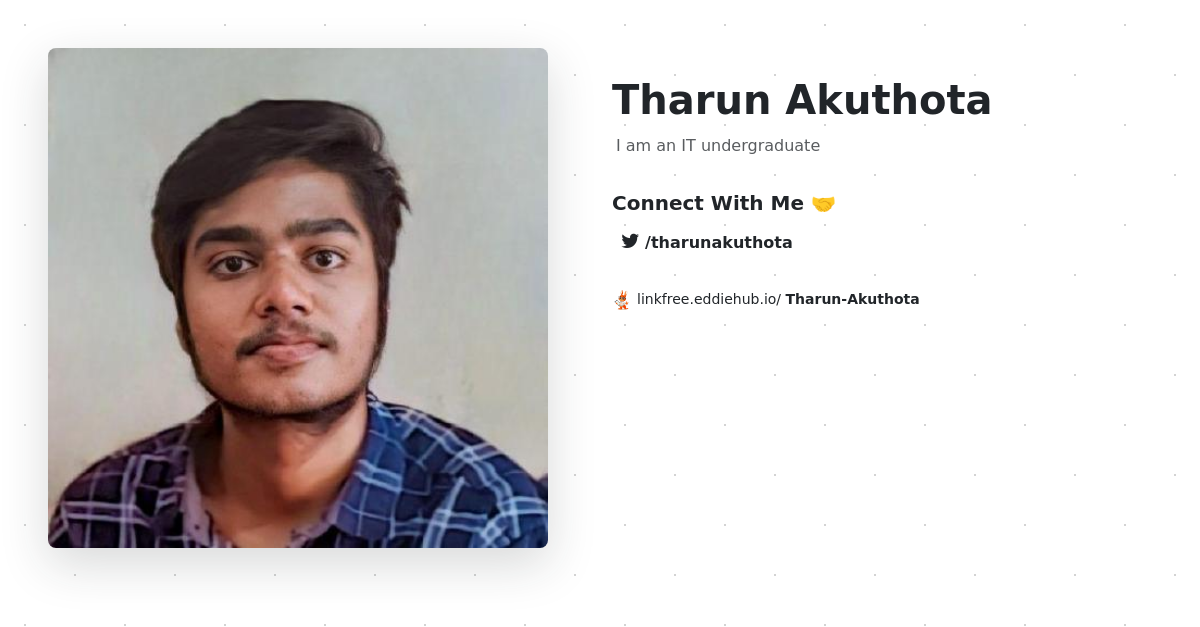 Tharun Akuthota
I am an IT undergraduate
Connect With Me 🤝
/tharunakuthota
linkfree.eddiehub.io/ Tharun-Akuthota